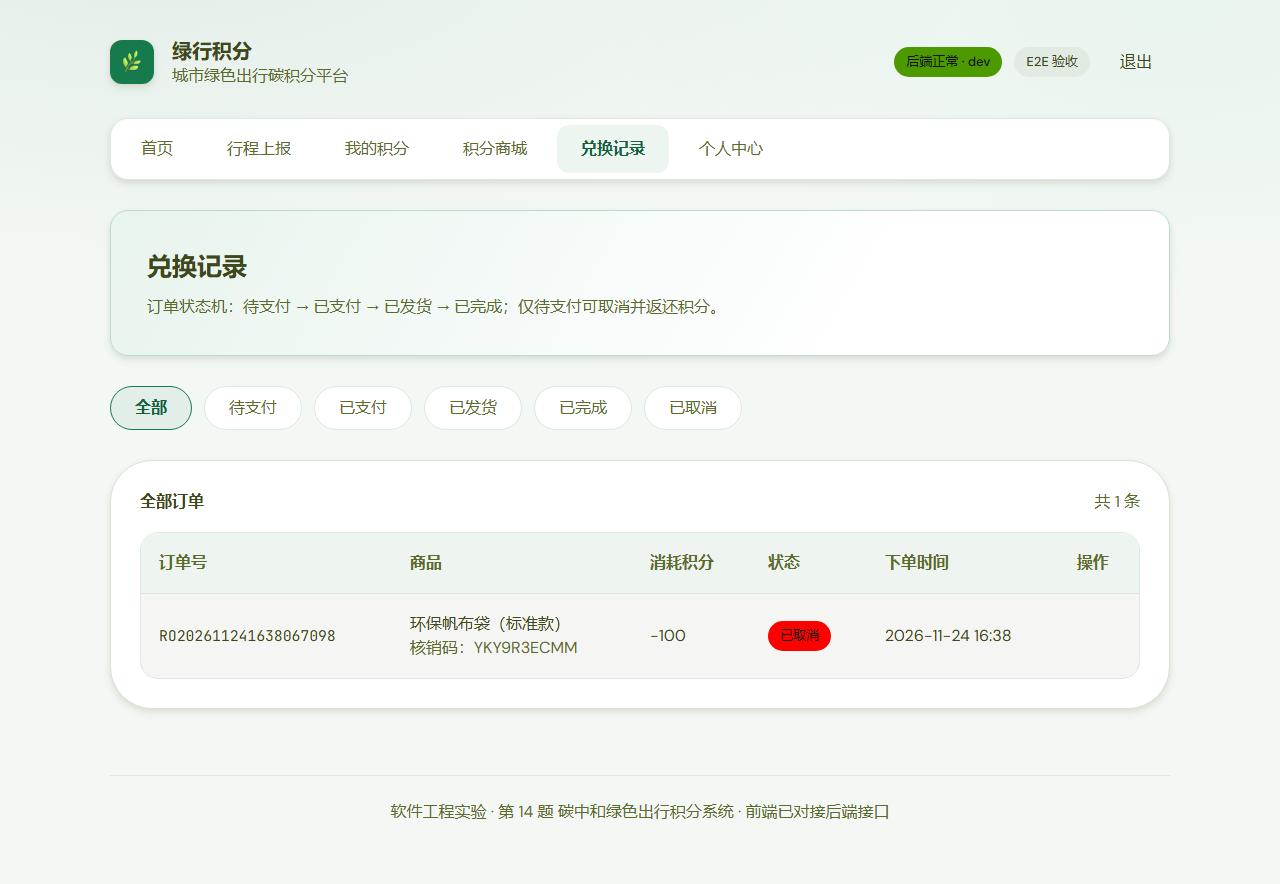 绿行积分
城市绿色出行碳积分平台
后端正常 · dev
E2E 验收
退出
首页
行程上报
我的积分
积分商城
兑换记录
个人中心
兑换记录
订单状态机：待支付 → 已支付 → 已发货 → 已完成；仅待支付可取消并返还积分。
全部
待支付
已支付
已发货
已完成
已取消
全部订单
共 1 条
订单号
商品
消耗积分
状态
下单时间
操作
RO202611241638067098
环保帆布袋（标准款）
核销码：YKY9R3ECMM
-100
已取消
2026-11-24 16:38
软件工程实验 · 第 14 题 碳中和绿色出行积分系统 · 前端已对接后端接口